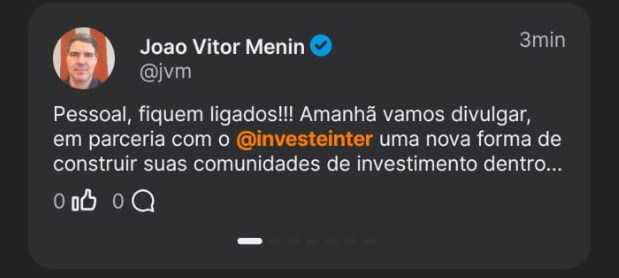 Joao Vitor Menin
3min
@jvm
Pessoal, fiquem ligados!!! Amanhã vamos divulgar,
em parceria com o @investeinter uma nova forma de
construir suas comunidades de investimento dentro...
0 0